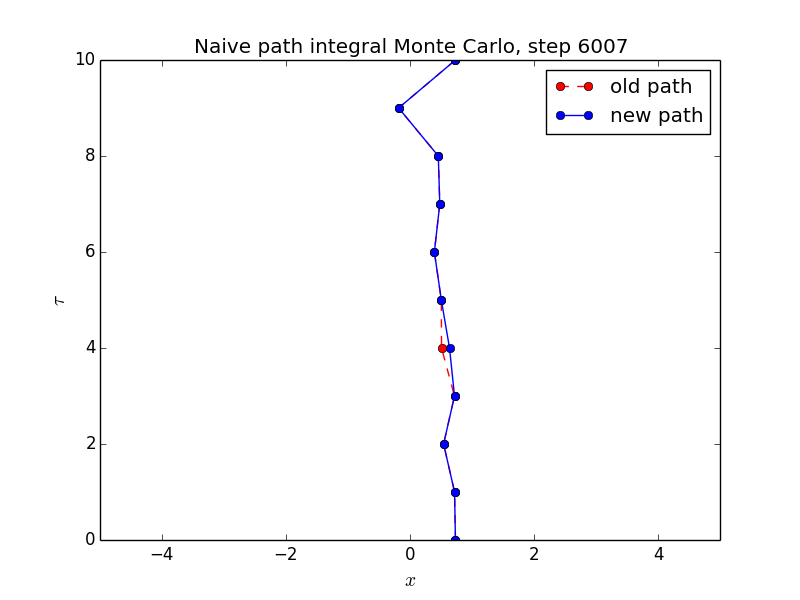 Naive path integral Monte Carlo, step 6007
old path
new path
10
8
6
4
2
0
τ
−4 −2 0 2 4
x